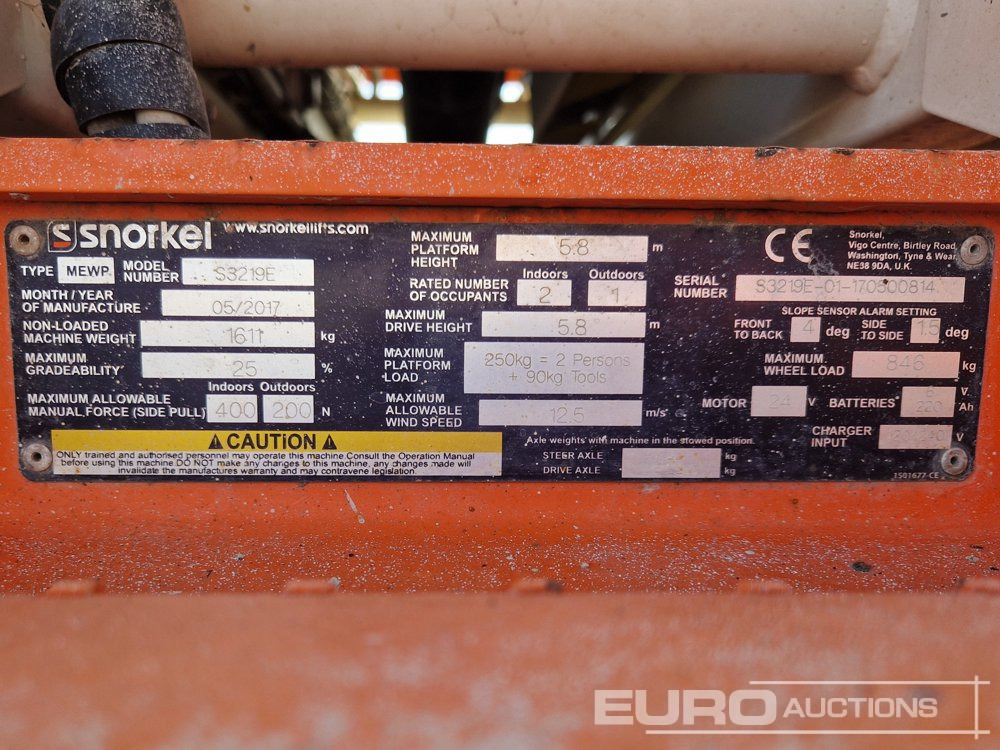 snorkel www.snorkellifts.com
TYPE MEWP MODEL NUMBER S3219E
MONTH / YEAR OF MANUFACTURE 05/2017
NON-LOADED MACHINE WEIGHT 1611 kg
MAXIMUM GRADEABILITY 25 %
Indoors Outdoors
MAXIMUM ALLOWABLE MANUAL FORCE (SIDE PULL) 400 200 N
CAUTION
ONLY trained and authorised personnel may operate this machine Consult the Operation Manual
before using this machine DO NOT make any changes to this machine, any changes made will
invalidate the manufactures warranty and may contravene legislation.
MAXIMUM PLATFORM HEIGHT 5.8 m
Indoors Outdoors
RATED NUMBER OF OCCUPANTS 2 1
MAXIMUM DRIVE HEIGHT 5.8 m
MAXIMUM PLATFORM LOAD 250kg = 2 Persons
+ 90kg Tools
MAXIMUM ALLOWABLE WIND SPEED 12.5 m/s
Axle weights with machine in the stowed position.
STEER AXLE kg
DRIVE AXLE kg
CE
Snorkel,
Vigo Centre, Birtley Road,
Washington, Tyne & Wear
NE38 9DA, U.K.
SERIAL NUMBER S3219E-01-170500814
SLOPE SENSOR ALARM SETTING
FRONT TO BACK 4 deg SIDE TO SIDE 1.5 deg
MAXIMUM WHEEL LOAD 846 kg
MOTOR 24 V BATTERIES 6 V
220 Ah
CHARGER INPUT V
1501677 CE
EURO AUCTIONS